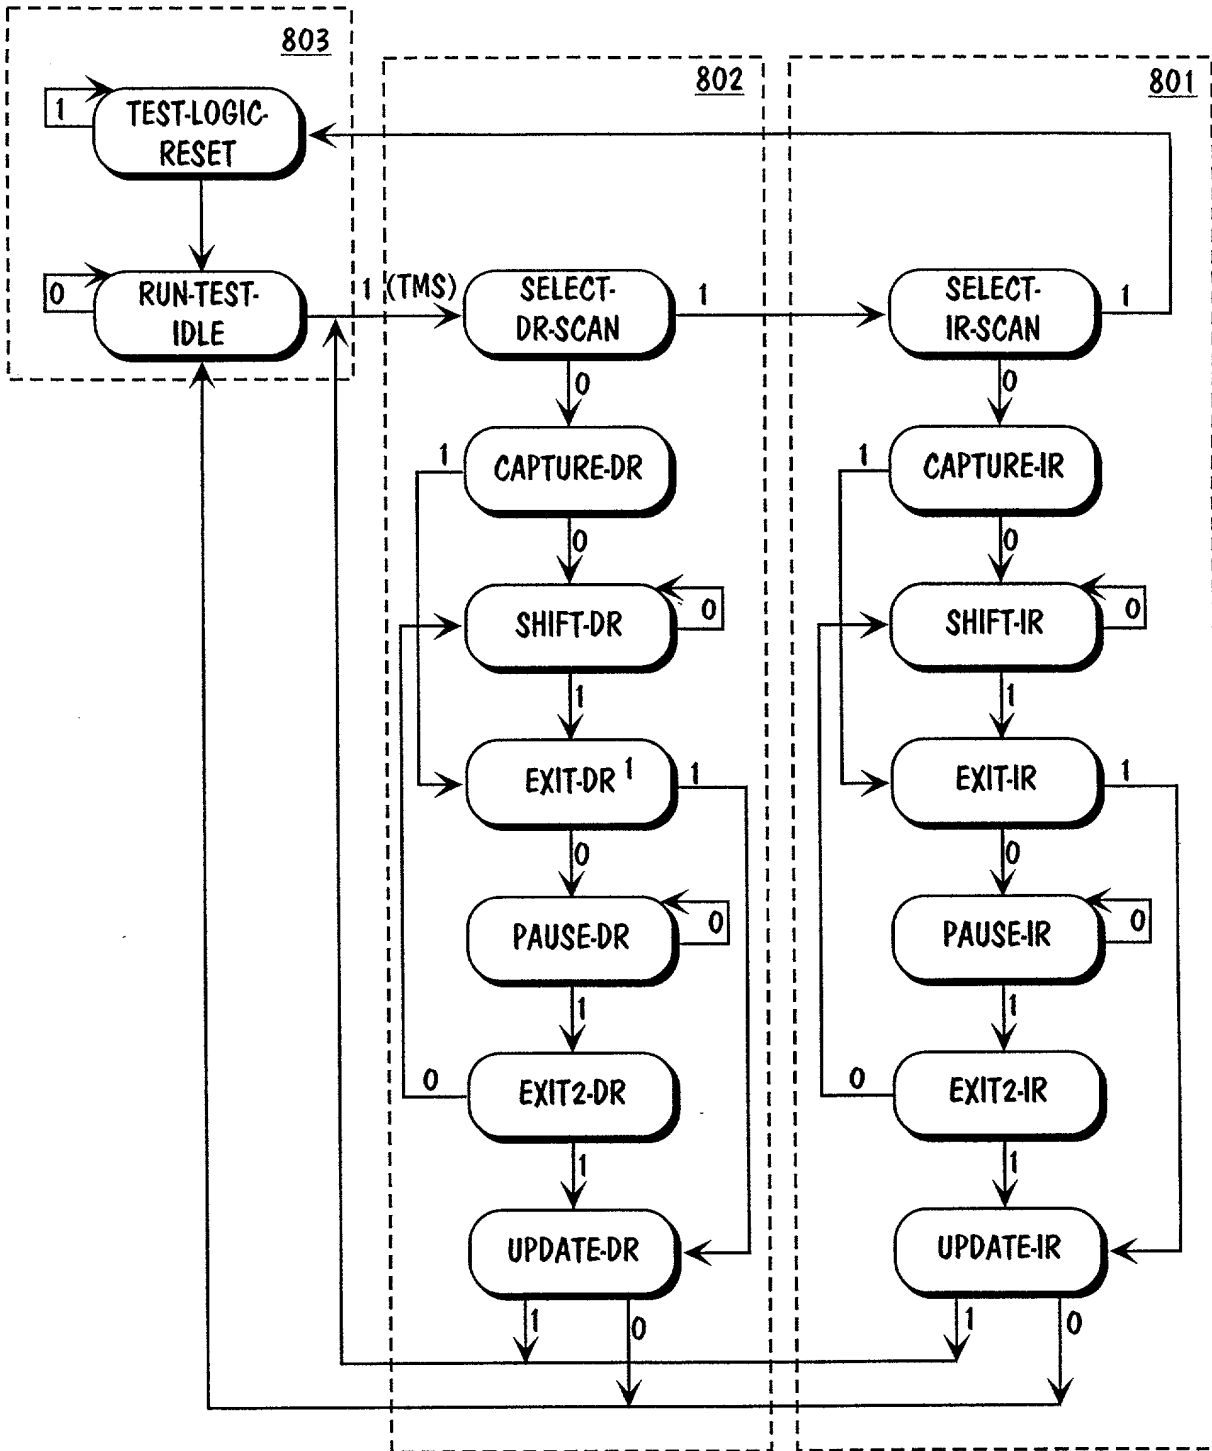 803
802
801
1
TEST-LOGIC-
RESET
0
RUN-TEST-
IDLE
1 (TMS)
SELECT-
DR-SCAN
1
SELECT-
IR-SCAN
1
0
0
1
CAPTURE-DR
1
CAPTURE-IR
0
0
SHIFT-DR
0
SHIFT-IR
0
1
1
EXIT-DR 1
1
EXIT-IR
1
0
0
PAUSE-DR
0
PAUSE-IR
0
1
1
0
EXIT2-DR
0
EXIT2-IR
1
1
UPDATE-DR
UPDATE-IR
1
0
1
0